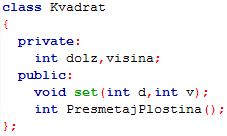 class Kvadrat
{
private:
int dolz,visina;
public:
void set(int d,int v);
int PresmetajPlostina();
};